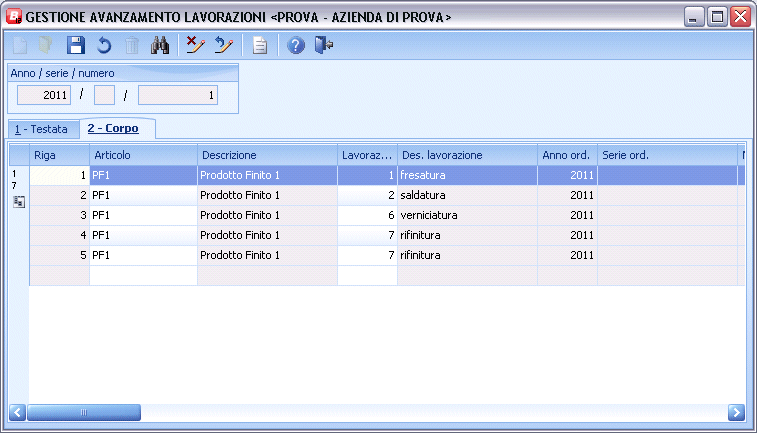 GESTIONE AVANZAMENTO LAVORAZIONI <PROVA - AZIENDA DI PROVA>
Anno / serie / numero
2011 / / 1
1 - Testata 2 - Corpo
Riga Articolo Descrizione Lavoraz... Des. lavorazione Anno ord. Serie ord.
1 PF1 Prodotto Finito 1 1 fresatura 2011
2 PF1 Prodotto Finito 1 2 saldatura 2011
3 PF1 Prodotto Finito 1 6 verniciatura 2011
4 PF1 Prodotto Finito 1 7 rifinitura 2011
5 PF1 Prodotto Finito 1 7 rifinitura 2011
1
7